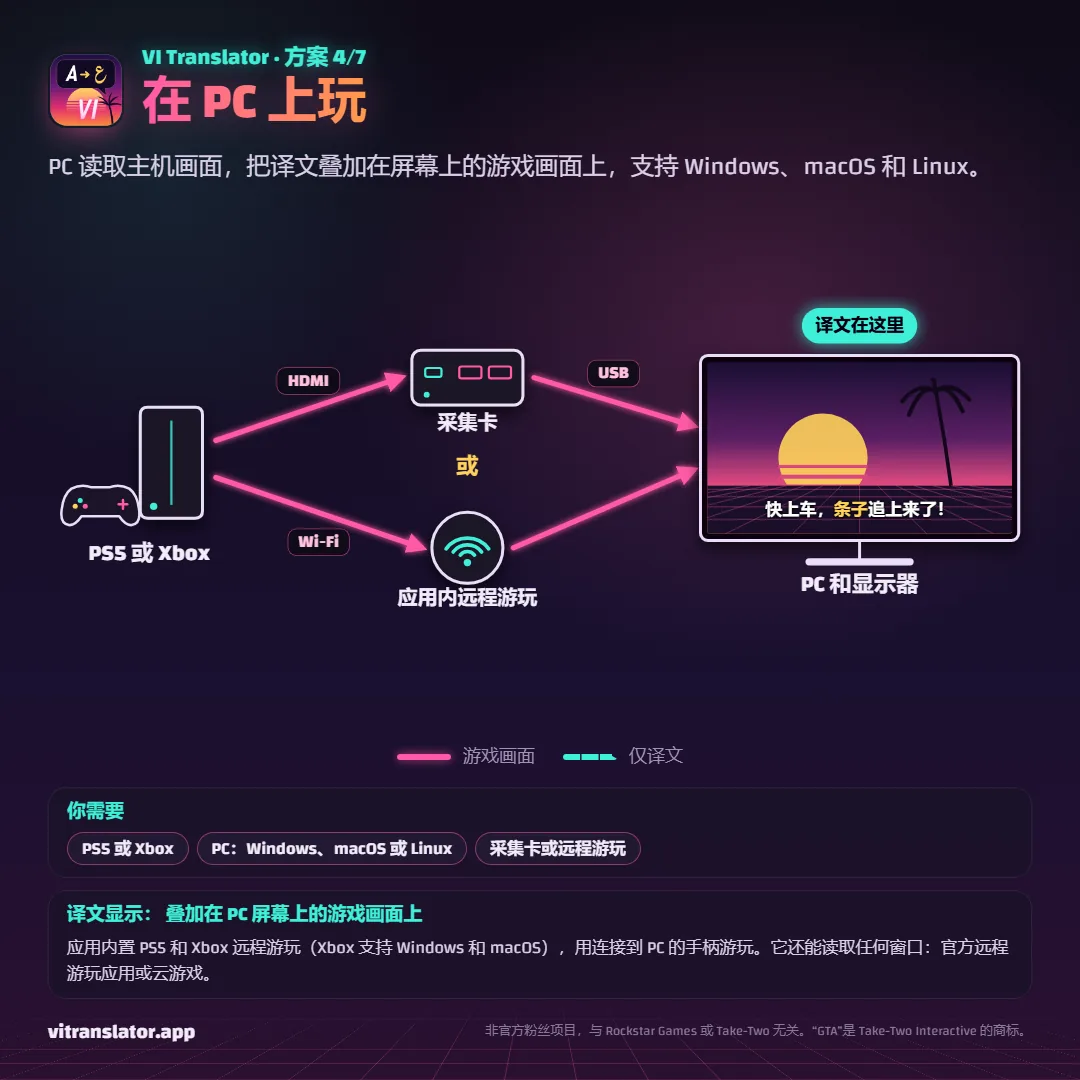 A→ع
VI
VI Translator · 方案 4/7
在 PC 上玩
PC 读取主机画面，把译文叠加在屏幕上的游戏画面上，支持 Windows、macOS 和 Linux。
译文在这里
HDMI
USB
采集卡
或
快上车，条子追上来了!
Wi-Fi
PS5 或 Xbox
PC 和显示器
应用内远程游玩
游戏画面
仅译文
你需要
PS5 或 Xbox
PC：Windows、macOS 或 Linux
采集卡或远程游玩
译文显示： 叠加在 PC 屏幕上的游戏画面上
应用内置 PS5 和 Xbox 远程游玩（Xbox 支持 Windows 和 macOS），用连接到 PC 的手柄游玩。它还能读取任何窗口：官方远程
游玩应用或云游戏。
vitranslator.app
非官方粉丝项目，与 Rockstar Games 或 Take-Two 无关。“GTA”是 Take-Two Interactive 的商标。